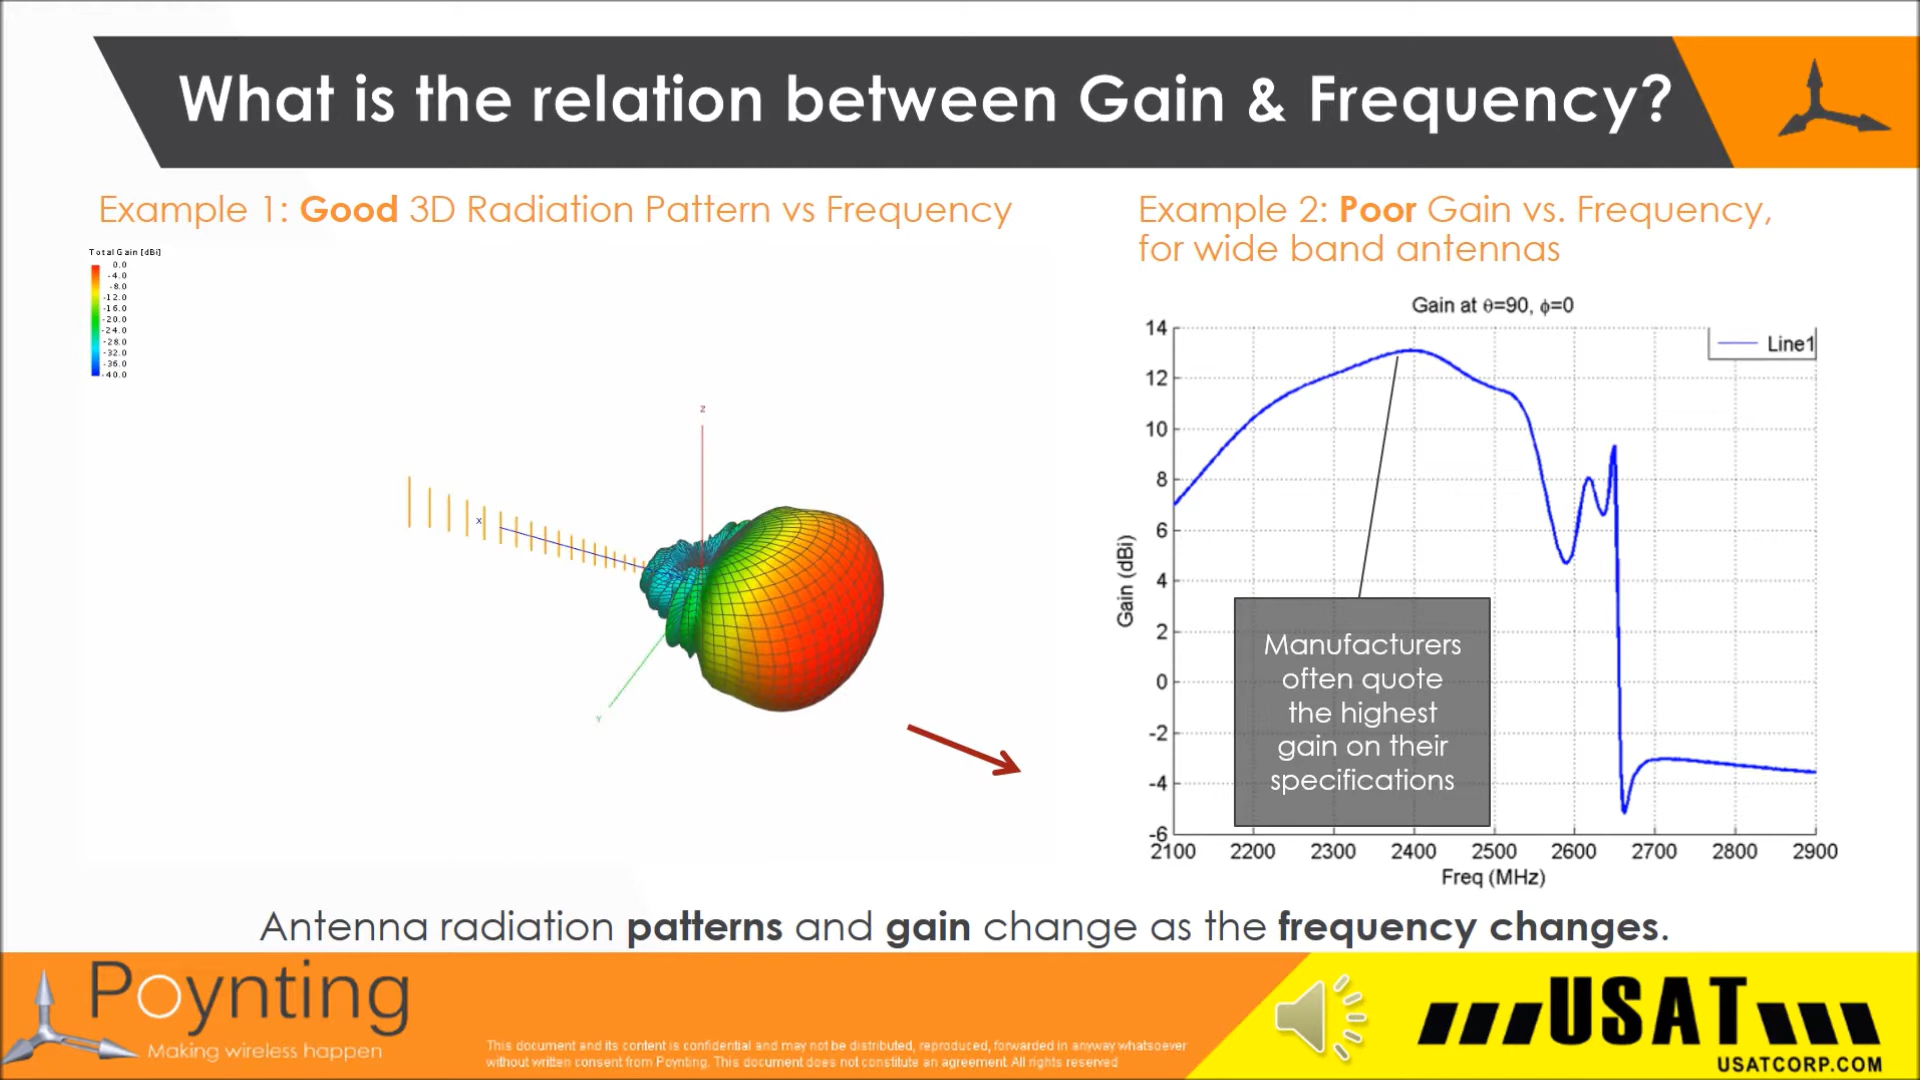 What is the relation between Gain & Frequency?
Example 1: Good 3D Radiation Pattern vs Frequency
Total Gain [dBi]
0.0
-4.0
-8.0
-12.0
-16.0
-20.0
-24.0
-28.0
-32.0
-36.0
-40.0
Z
X
Y
Example 2: Poor Gain vs. Frequency,
for wide band antennas
Gain at θ=90, ϕ=0
Line1
Gain (dBi)
14
12
10
8
6
4
2
0
-2
-4
-6
Manufacturers
often quote
the highest
gain on their
specifications
2100 2200 2300 2400 2500 2600 2700 2800 2900
Freq (MHz)
Antenna radiation patterns and gain change as the frequency changes.
Poynting
Making wireless happen
This document and its content is confidential and may not be distributed, reproduced, forwarded in anyway whatsoever
without written consent from Poynting. This document does not constitute an agreement. All rights reserved
USAT
USATCORP.COM